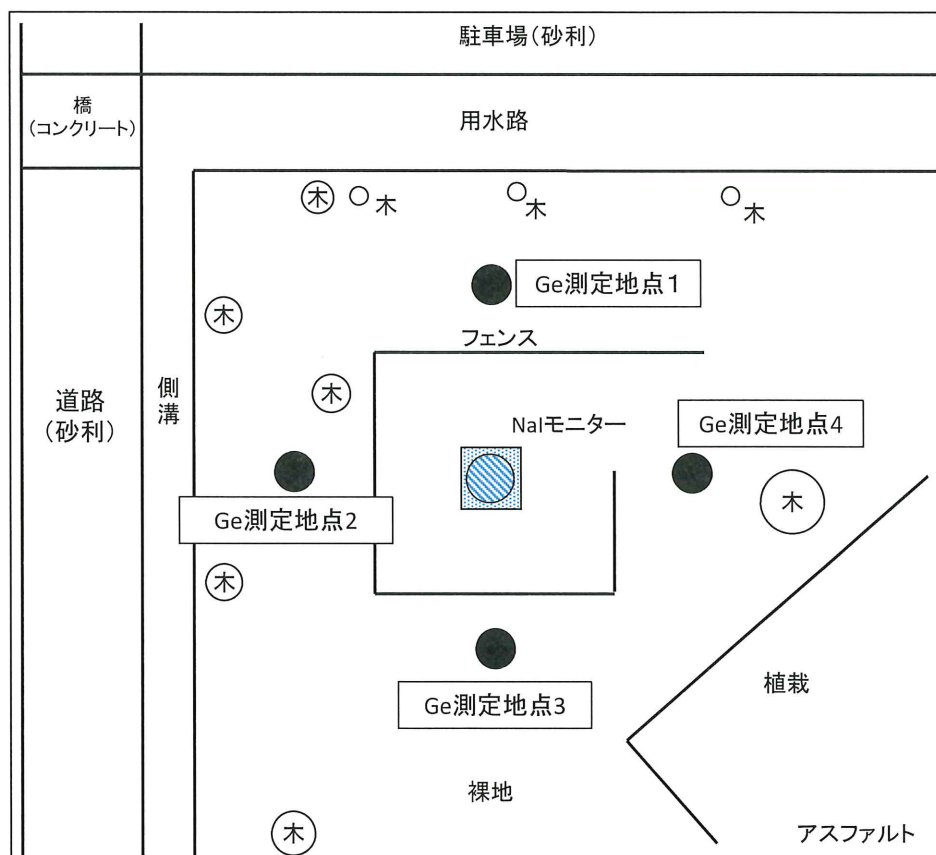 駐車場(砂利)
橋
(コンクリート)
用水路
木
木
木
木
Ge測定地点1
木
フェンス
木
道路
(砂利)
側
溝
NaIモニター
Ge測定地点4
木
Ge測定地点2
木
植栽
Ge測定地点3
裸地
木
アスファルト